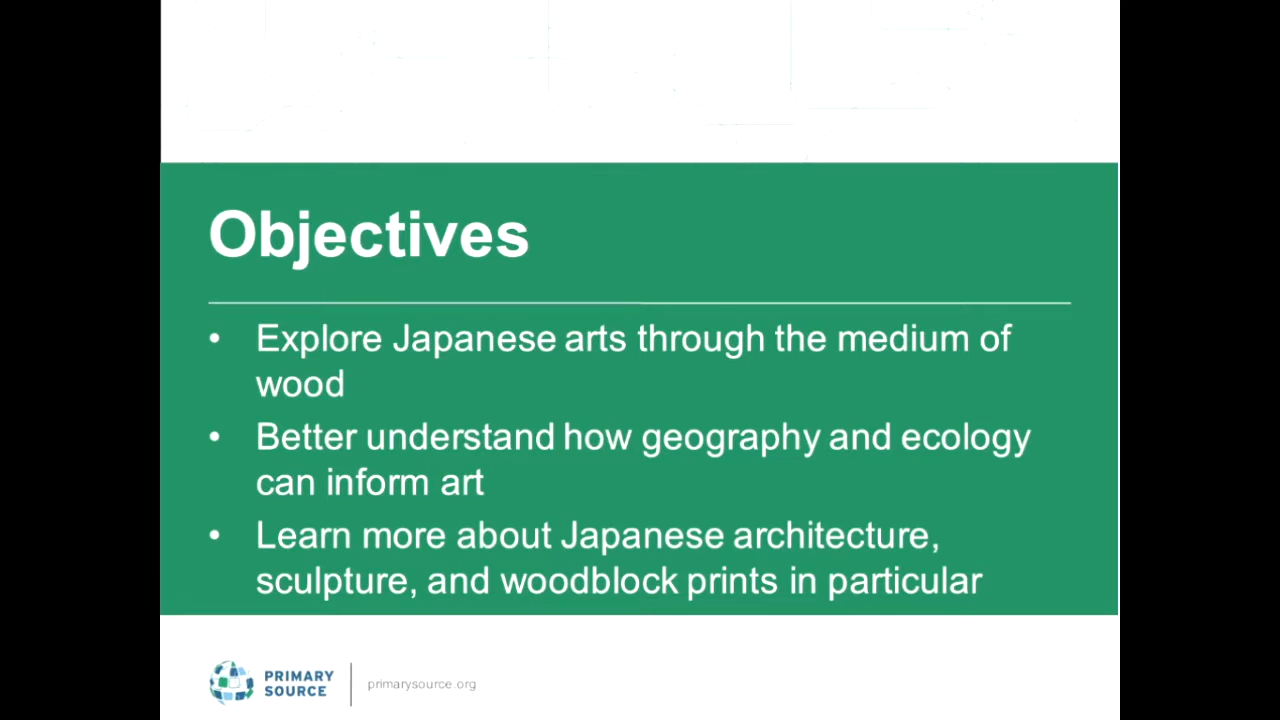 Objectives
• Explore Japanese arts through the medium of
wood
• Better understand how geography and ecology
can inform art
• Learn more about Japanese architecture,
sculpture, and woodblock prints in particular
PRIMARY
SOURCE
primarysource.org